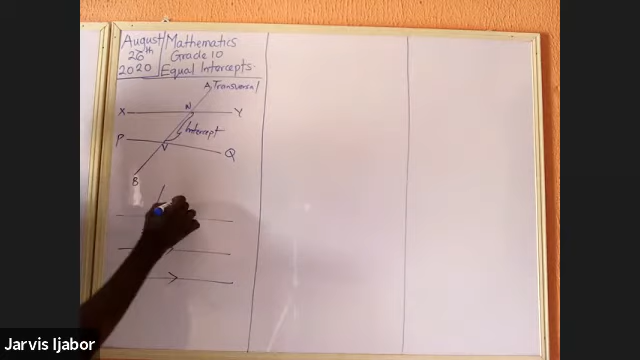 August
26th
2020
Mathematics
Grade 10
Equal Intercepts.
A Transversal
N
X
Y
Intercept
P
V
Q
B
Jarvis Ijabor